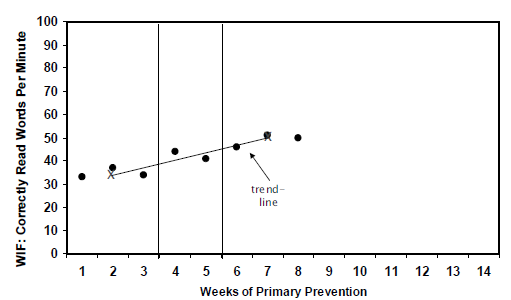 WIF: Correctly Read Words Per Minute
100
90
80
70
60
50
40
30
20
10
0
trend-
line
1 2 3 4 5 6 7 8 9 10 11 12 13 14
Weeks of Primary Prevention